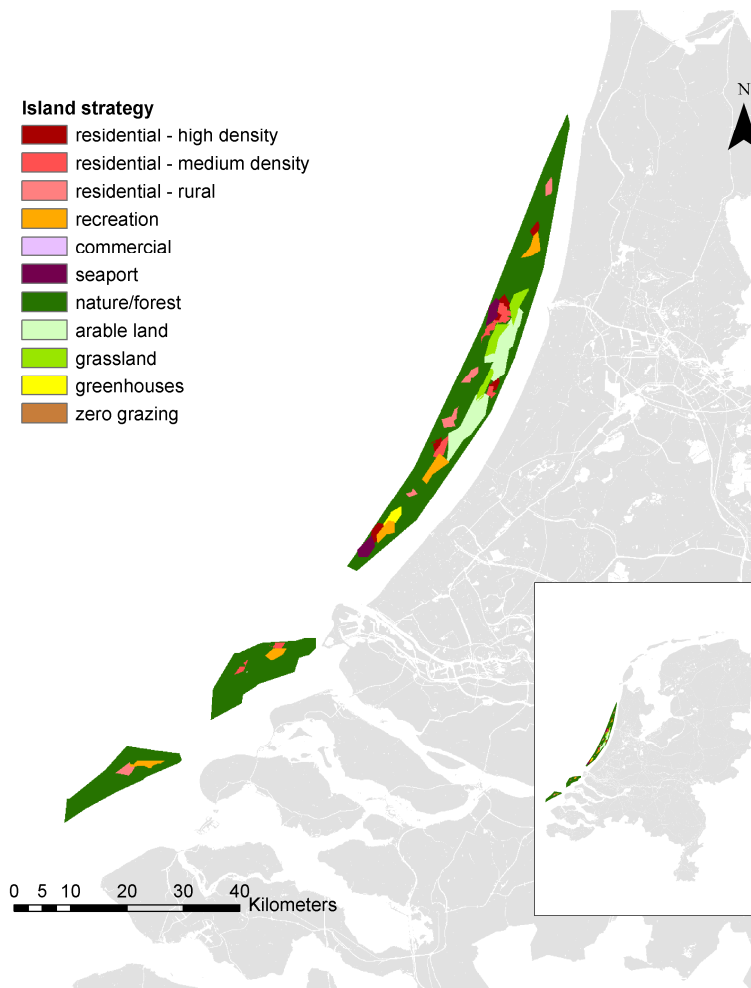 N
Island strategy
residential - high density
residential - medium density
residential - rural
recreation
commercial
seaport
nature/forest
arable land
grassland
greenhouses
zero grazing
0 5 10 20 30 40
Kilometers